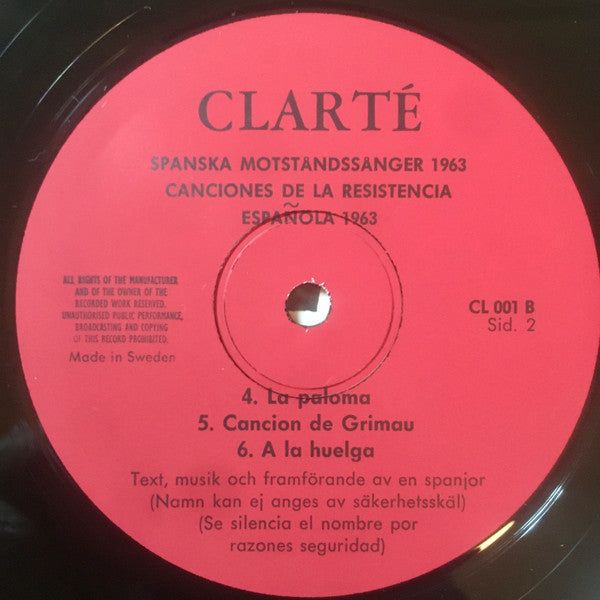 CLARTÉ
SPANSKA MOTSTANDSSANGER 1963
CANCIONES DE LA RESISTENCIA
ESPAÑOLA 1963
ALL RIGHTS OF THE MANUFACTURER
AND OF THE OWNER OF THE
RECORDED WORK RESERVED.
UNAUTHORISED PUBLIC PERFORMANCE,
BROADCASTING AND COPYING
OF THIS RECORD PROHIBITED.
Made in Sweden
CL 001 B
Sid. 2
4. La paloma
5. Cancion de Grimau
6. A la huelga
Text, musik och framförande av en spanjor
(Namn kan ej anges av säkerhetsskäl)
(Se silencia el nombre por
razones seguridad)